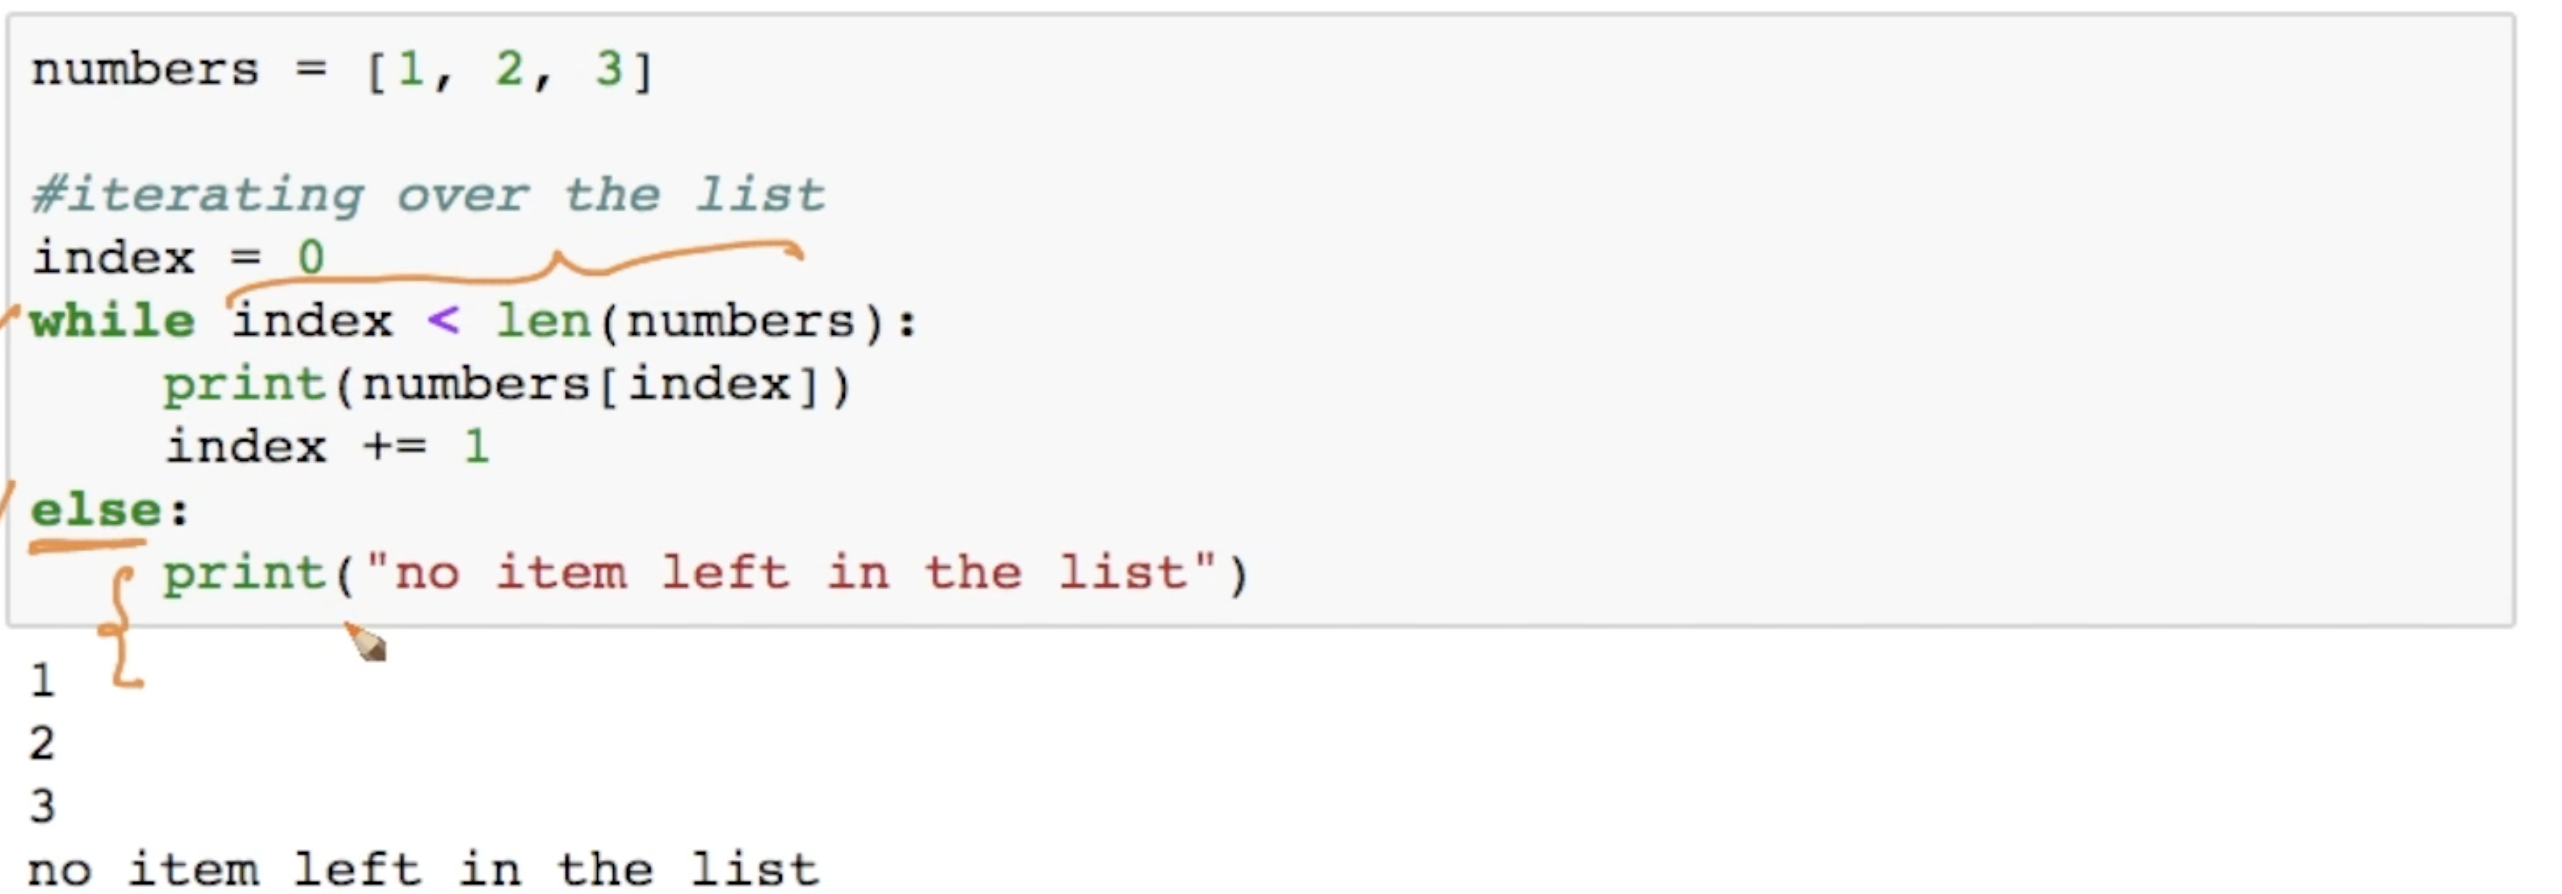 numbers = [1, 2, 3]
#iterating over the list
index = 0
while index < len(numbers):
    print(numbers[index])
    index += 1
else:
    print("no item left in the list")
1
2
3
no item left in the list